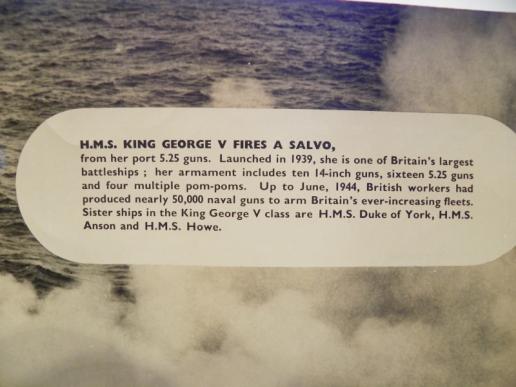 H.M.S. KING GEORGE V FIRES A SALVO,
from her port 5.25 guns. Launched in 1939, she is one of Britain's largest
battleships ; her armament includes ten 14-inch guns, sixteen 5.25 guns
and four multiple pom-poms. Up to June, 1944, British workers had
produced nearly 50,000 naval guns to arm Britain's ever-increasing fleets.
Sister ships in the King George V class are H.M.S. Duke of York, H.M.S.
Anson and H.M.S. Howe.